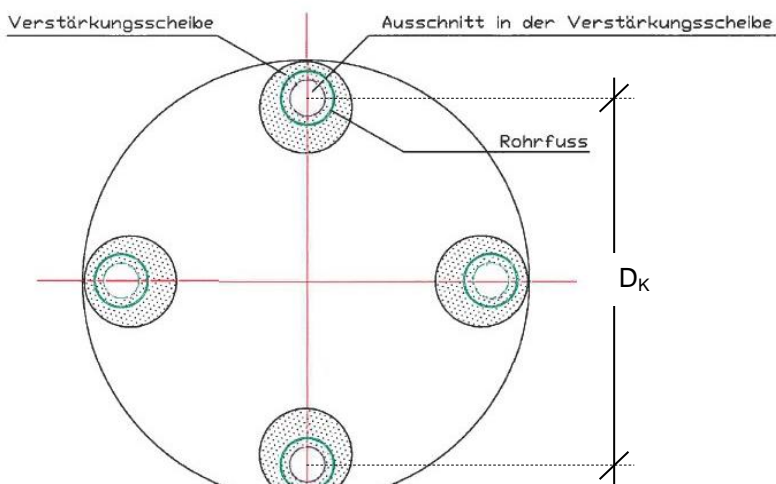 Verstärkungsscheibe
Ausschnitt in der Verstärkungsscheibe
Rohrfuss
DK